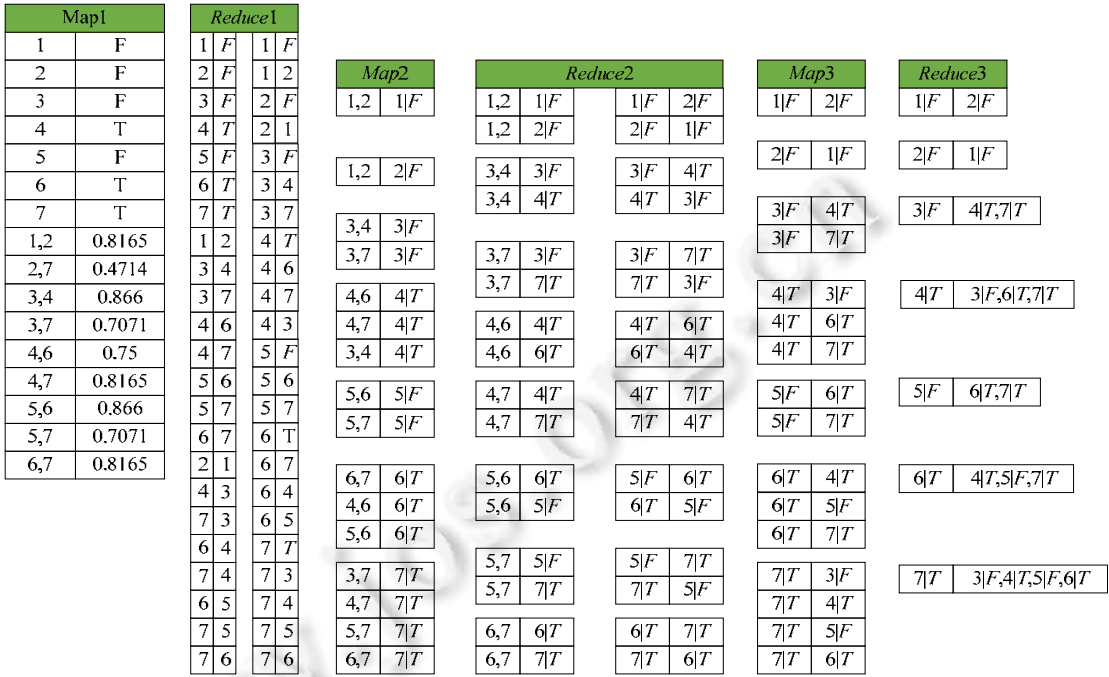 Map1
1 F
2 F
3 F
4 T
5 F
6 T
7 T
1,2 0.8165
2,7 0.4714
3,4 0.866
3,7 0.7071
4,6 0.75
4,7 0.8165
5,6 0.866
5,7 0.7071
6,7 0.8165
Reduce1
1 F 1 F
2 F 1 2
3 F 2 F
4 T 2 1
5 F 3 F
6 T 3 4
7 T 3 7
1 2 4 T
3 4 4 6
3 7 4 7
4 6 4 3
4 7 5 F
5 6 5 6
5 7 5 7
6 7 6 T
2 1 6 7
4 3 6 4
7 3 6 5
6 4 7 T
7 4 7 3
6 5 7 4
7 5 7 5
7 6 7 6
Map2
1,2 1|F
1,2 2|F
3,4 3|F
3,7 3|F
4,6 4|T
4,7 4|T
3,4 4|T
5,6 5|F
5,7 5|F
6,7 6|T
4,6 6|T
5,6 6|T
3,7 7|T
4,7 7|T
5,7 7|T
6,7 7|T
Reduce2
1,2 1|F 1|F 2|F
1,2 2|F 2|F 1|F
3,4 3|F 3|F 4|T
3,4 4|T 4|T 3|F
3,7 3|F 3|F 7|T
3,7 7|T 7|T 3|F
4,6 4|T 4|T 6|T
4,6 6|T 6|T 4|T
4,7 4|T 4|T 7|T
4,7 7|T 7|T 4|T
5,6 6|T 5|F 6|T
5,6 5|F 6|T 5|F
5,7 5|F 5|F 7|T
5,7 7|T 7|T 5|F
6,7 6|T 6|T 7|T
6,7 7|T 7|T 6|T
Map3
1|F 2|F
2|F 1|F
3|F 4|T
3|F 7|T
4|T 3|F
4|T 6|T
4|T 7|T
5|F 6|T
5|F 7|T
6|T 4|T
6|T 5|F
6|T 7|T
7|T 3|F
7|T 4|T
7|T 5|F
7|T 6|T
Reduce3
1|F 2|F
2|F 1|F
3|F 4|T,7|T
4|T 3|F,6|T,7|T
5|F 6|T,7|T
6|T 4|T,5|F,7|T
7|T 3|F,4|T,5|F,6|T
.jos.org.cn